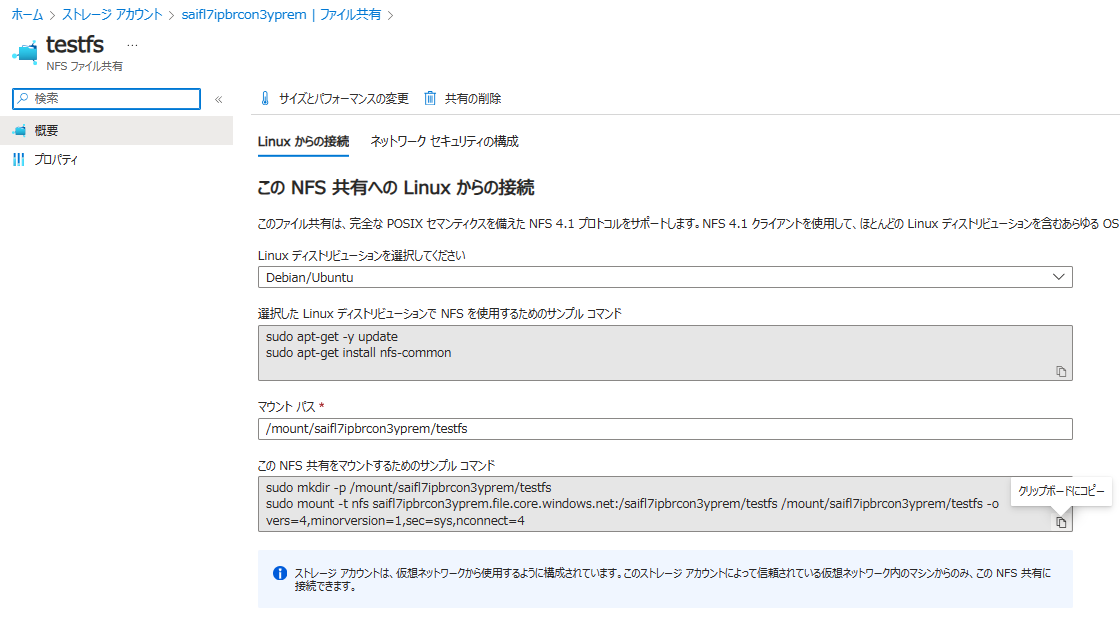 ホーム > ストレージ アカウント > saifl7ipbrcon3yprem | ファイル共有 >
testfs ...
NFS ファイル共有
検索 «
概要
プロパティ
サイズとパフォーマンスの変更 共有の削除
Linux からの接続 ネットワーク セキュリティの構成
この NFS 共有への Linux からの接続
このファイル共有は、完全な POSIX セマンティクスを備えた NFS 4.1 プロトコルをサポートします。NFS 4.1 クライアントを使用して、ほとんどの Linux ディストリビューションを含むあらゆる OS
Linux ディストリビューションを選択してください
Debian/Ubuntu
選択した Linux ディストリビューションで NFS を使用するためのサンプル コマンド
sudo apt-get -y update
sudo apt-get install nfs-common
マウント パス *
/mount/saifl7ipbrcon3yprem/testfs
この NFS 共有をマウントするためのサンプル コマンド
sudo mkdir -p /mount/saifl7ipbrcon3yprem/testfs
sudo mount -t nfs saifl7ipbrcon3yprem.file.core.windows.net:/saifl7ipbrcon3yprem/testfs /mount/saifl7ipbrcon3yprem/testfs -o
vers=4,minorversion=1,sec=sys,nconnect=4
クリップボードにコピー
ストレージ アカウントは、仮想ネットワークから使用するように構成されています。このストレージ アカウントによって信頼されている仮想ネットワーク内のマシンからのみ、この NFS 共有に
接続できます。